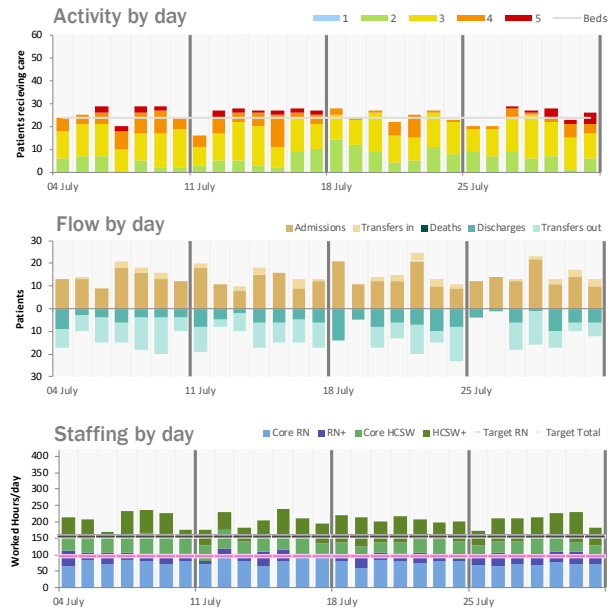 Activity by day
1 2 3 4 5 Beds
Patients recieving care
60
50
40
30
20
10
0
04 July 11 July 18 July 25 July
Flow by day
Admissions Transfers in Deaths Discharges Transfers out
Patients
30
20
10
0
10
20
30
04 July 11 July 18 July 25 July
Staffing by day
Core RN RN+ Core HCSW HCSW+ Target RN Target Total
Worked Hours/day
400
350
300
250
200
150
100
50
0
04 July 11 July 18 July 25 July